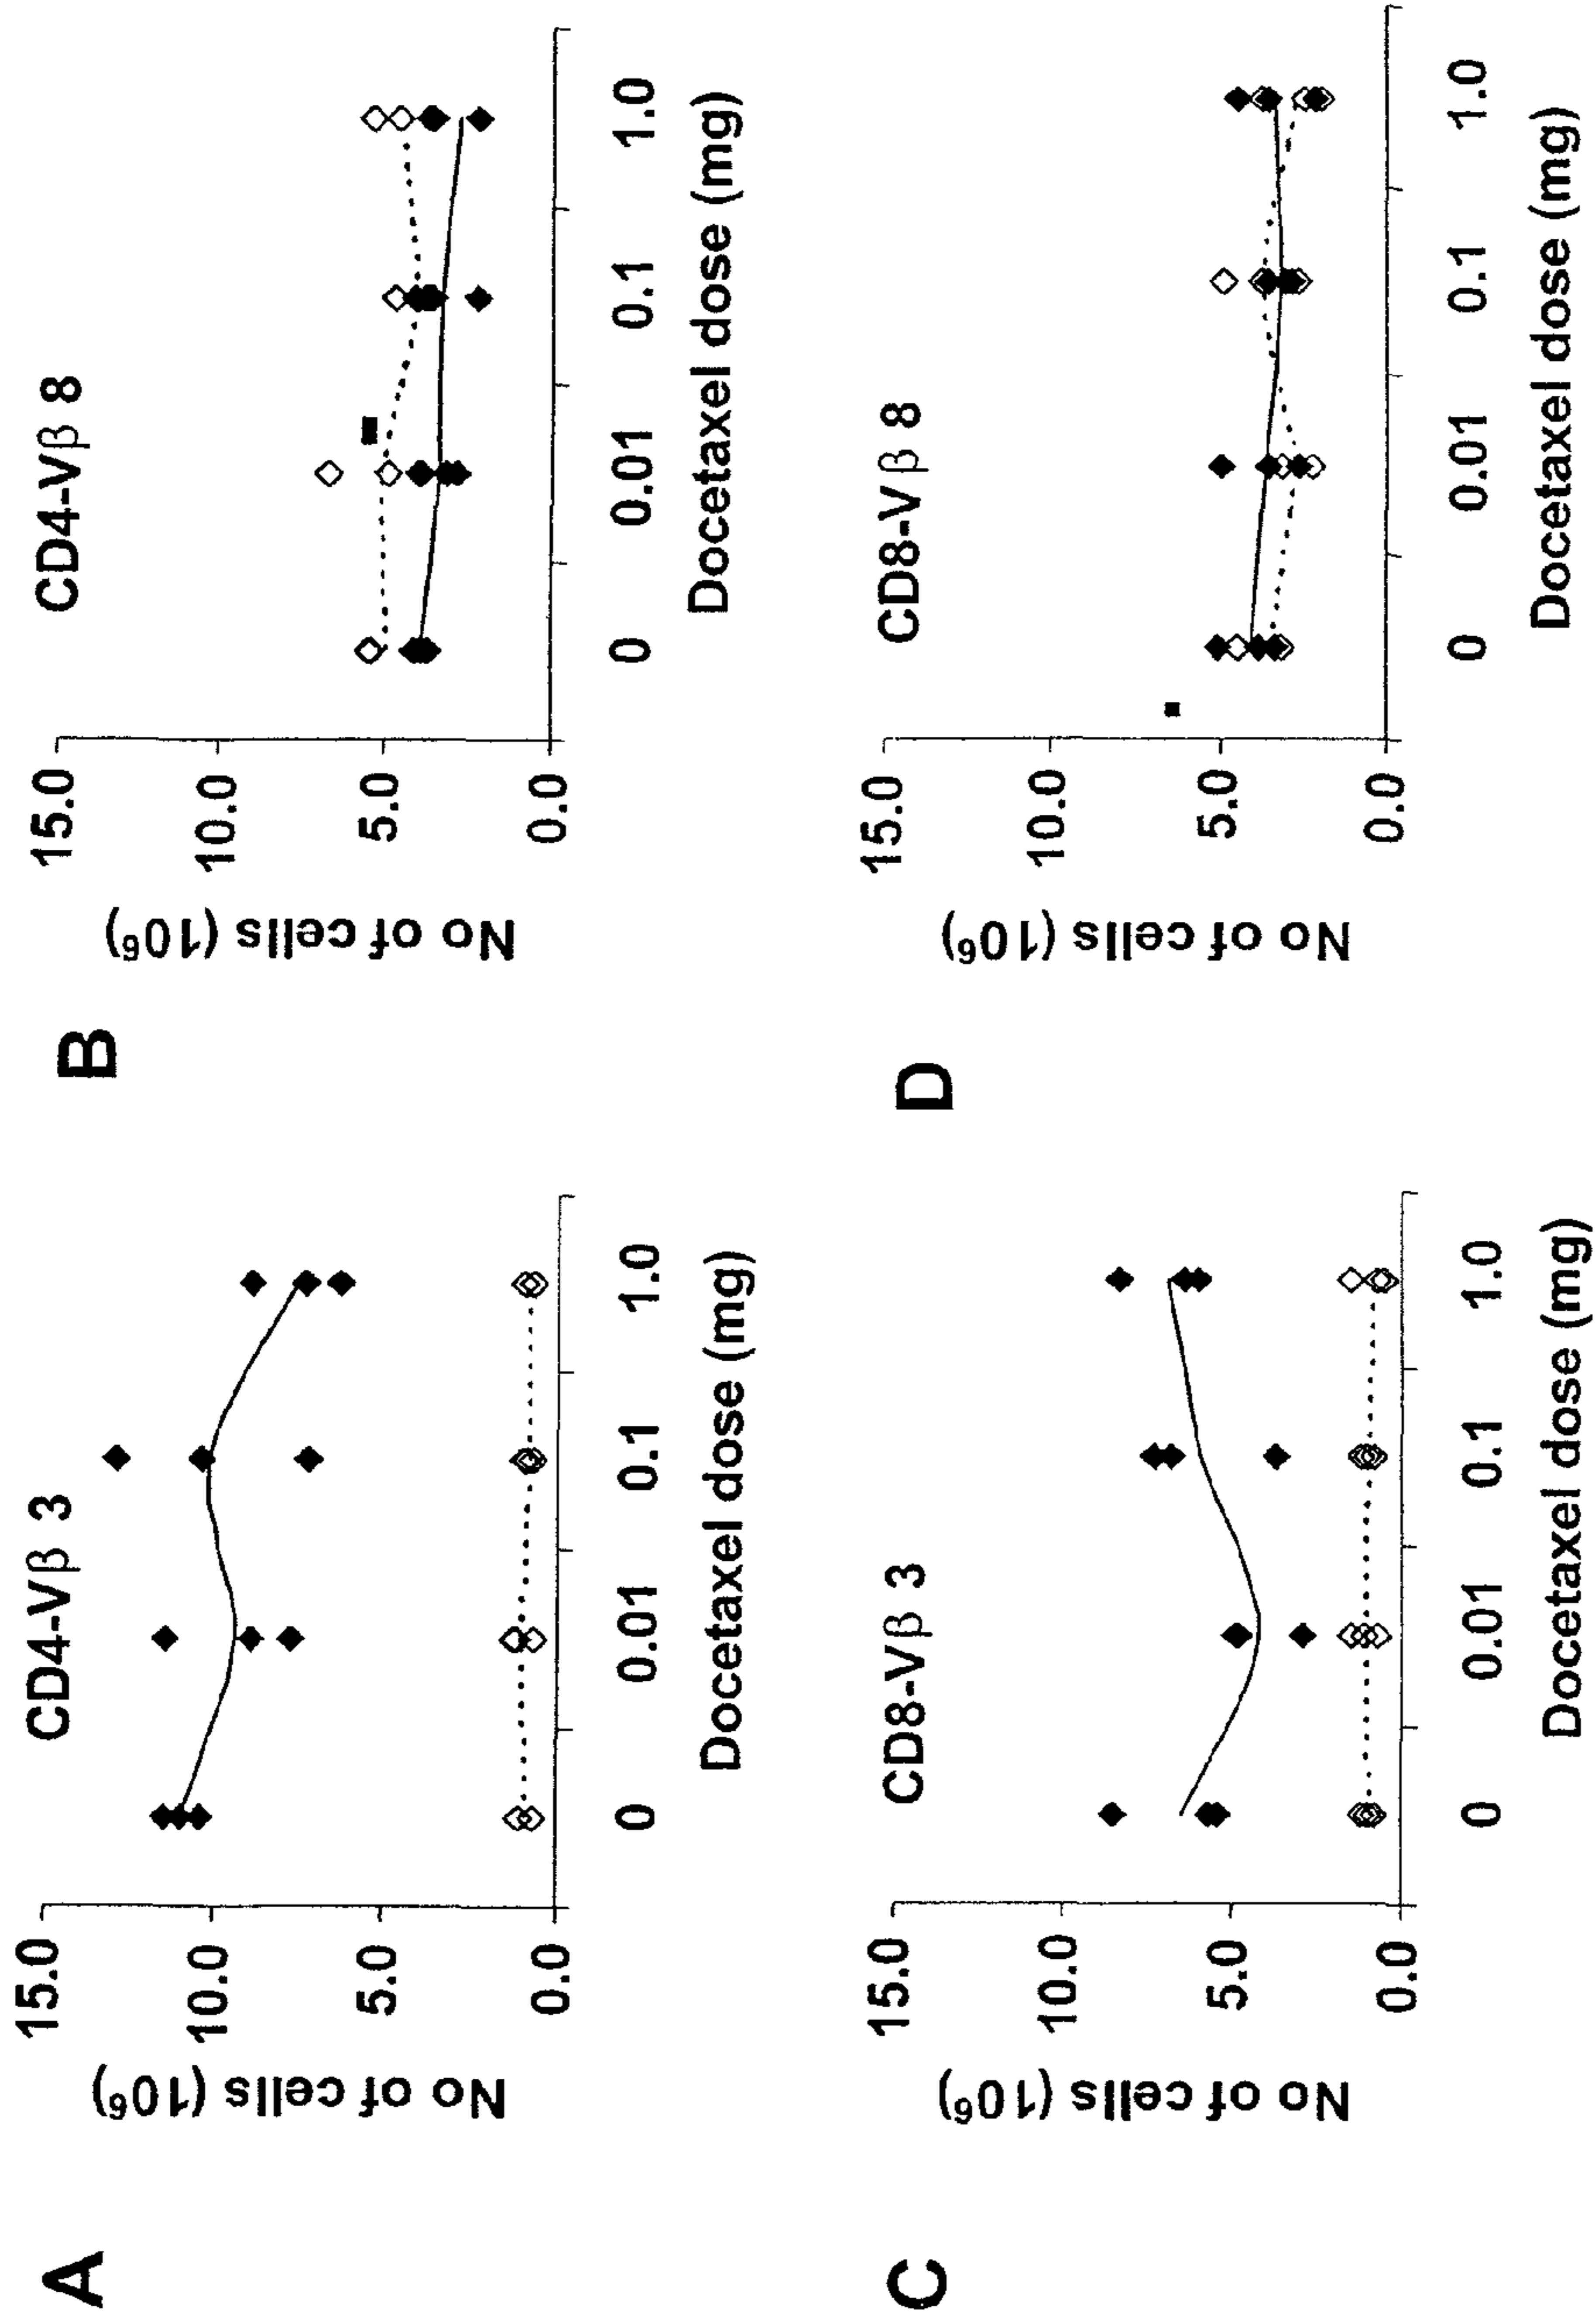 A
CD4-Vβ 3
No of cells (10⁶)
15.0
10.0
5.0
0.0
0 0.01 0.1 1.0
Docetaxel dose (mg)
B
CD4-Vβ 8
No of cells (10⁶)
15.0
10.0
5.0
0.0
0 0.01 0.1 1.0
Docetaxel dose (mg)
C
CD8-Vβ 3
No of cells (10⁶)
15.0
10.0
5.0
0.0
0 0.01 0.1 1.0
Docetaxel dose (mg)
D
CD8-Vβ 8
No of cells (10⁶)
15.0
10.0
5.0
0.0
0 0.01 0.1 1.0
Docetaxel dose (mg)